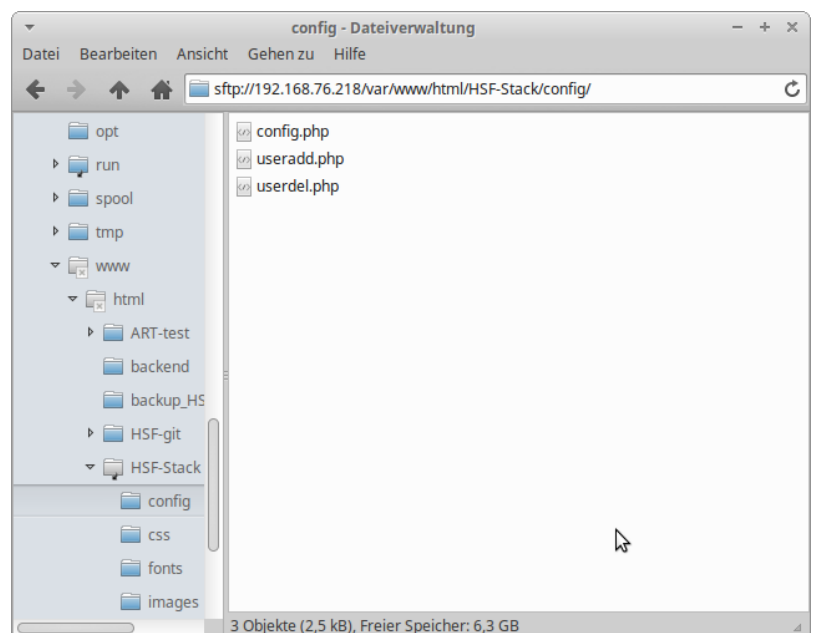 config - Dateiverwaltung
Datei Bearbeiten Ansicht Gehen zu Hilfe
sftp://192.168.76.218/var/www/html/HSF-Stack/config/
opt
run
spool
tmp
www
html
ART-test
backend
backup_HS
HSF-git
HSF-Stack
config
css
fonts
images
config.php
useradd.php
userdel.php
3 Objekte (2,5 kB), Freier Speicher: 6,3 GB